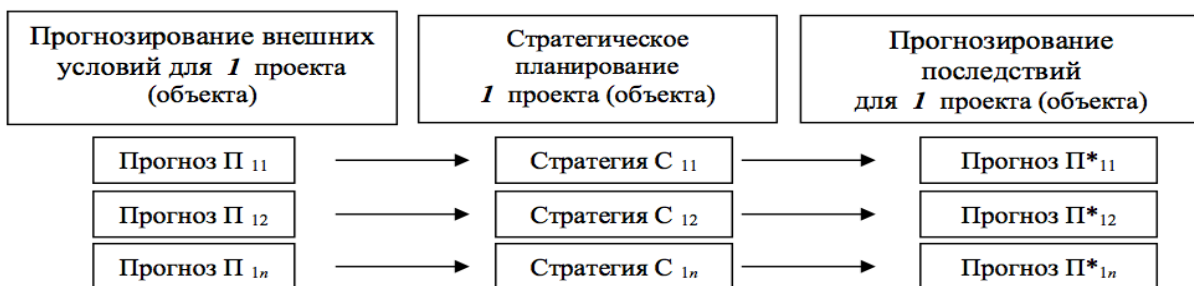 Прогнозирование внешних
условий для 1 проекта
(объекта)
Стратегическое
планирование
1 проекта (объекта)
Прогнозирование
последствий
для 1 проекта (объекта)
Прогноз П 11
Стратегия С 11
Прогноз П*11
Прогноз П 12
Стратегия С 12
Прогноз П*12
Прогноз П 1n
Стратегия С 1n
Прогноз П*1n